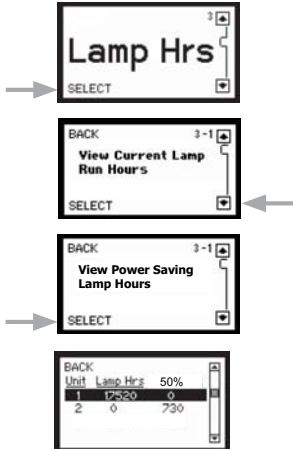 3
Lamp Hrs
SELECT
BACK 3-1
View Current Lamp
Run Hours
SELECT
BACK 3-1
View Power Saving
Lamp Hours
SELECT
BACK
Unit Lamp Hrs 50%
1 17520 0
2 0 730